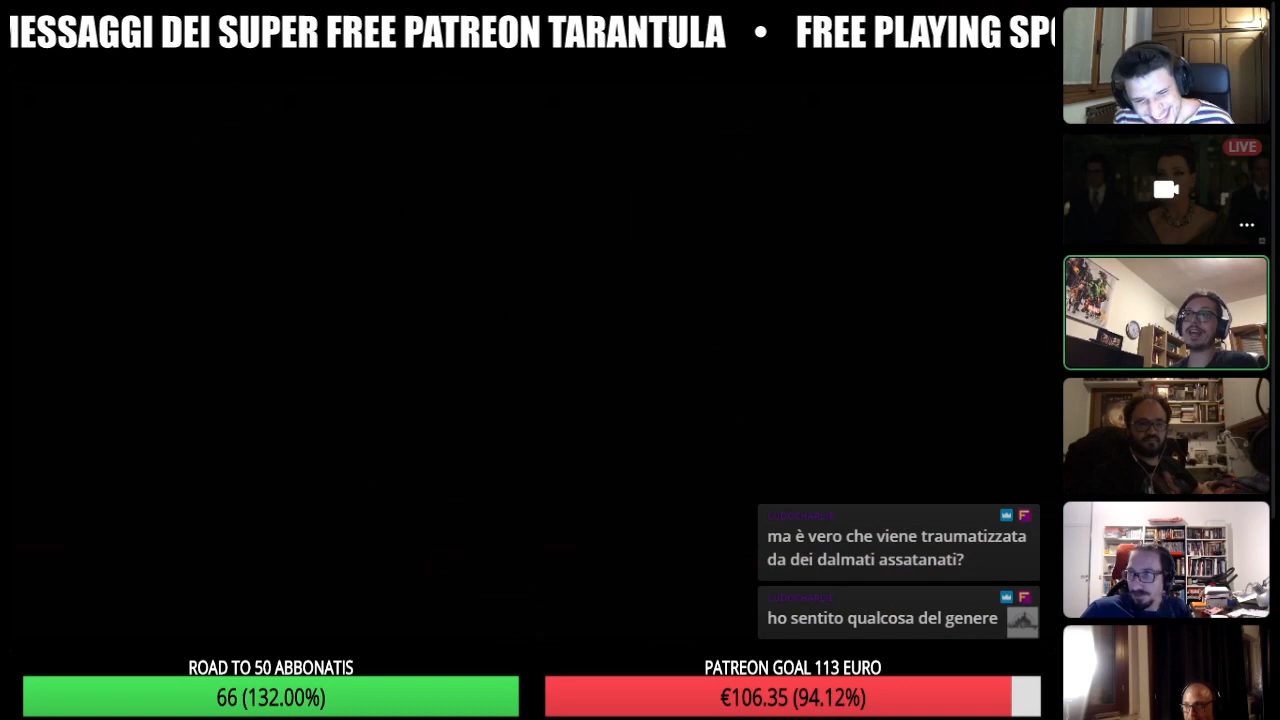 IESSAGGI DEI SUPER FREE PATREON TARANTULA • FREE PLAYING SP
LIVE
LUDOCHARLIE
ma è vero che viene traumatizzata
da dei dalmati assatanati?
LUDOCHARLIE
ho sentito qualcosa del genere
ROAD TO 50 ABBONATIS
66 (132.00%)
PATREON GOAL 113 EURO
€106.35 (94.12%)